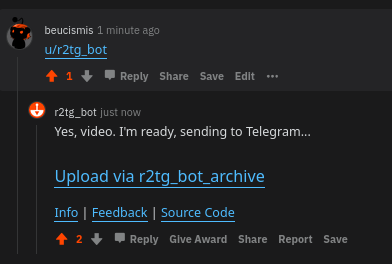 beucismis 1 minute ago
u/r2tg_bot
1 Reply Share Save Edit ...
r2tg_bot just now
Yes, video. I'm ready, sending to Telegram...
Upload via r2tg_bot_archive
Info | Feedback | Source Code
2 Reply Give Award Share Report Save